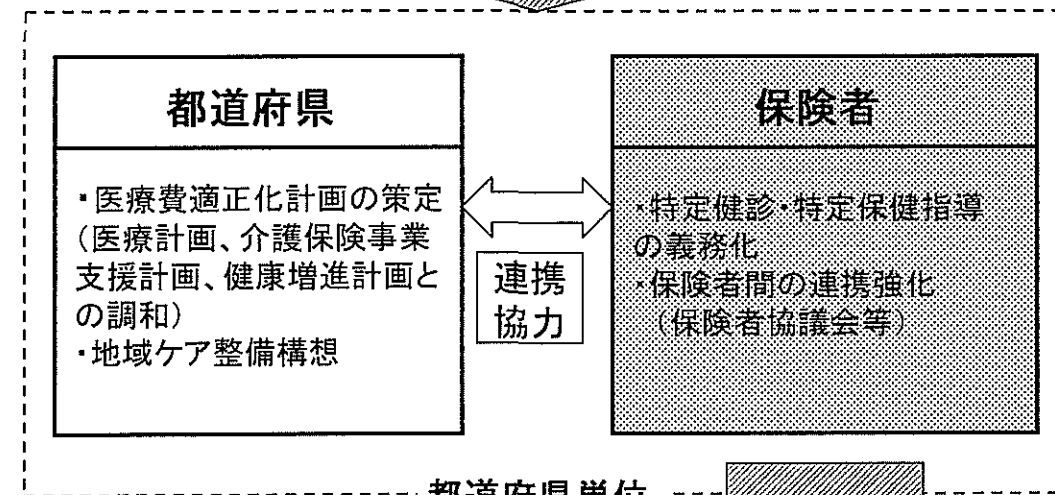 都道府県
・医療費適正化計画の策定
(医療計画、介護保険事業
支援計画、健康増進計画と
の調和)
・地域ケア整備構想
連携
協力
保険者
・特定健診・特定保健指導
の義務化
・保険者間の連携強化
(保険者協議会等)
都道府県単位